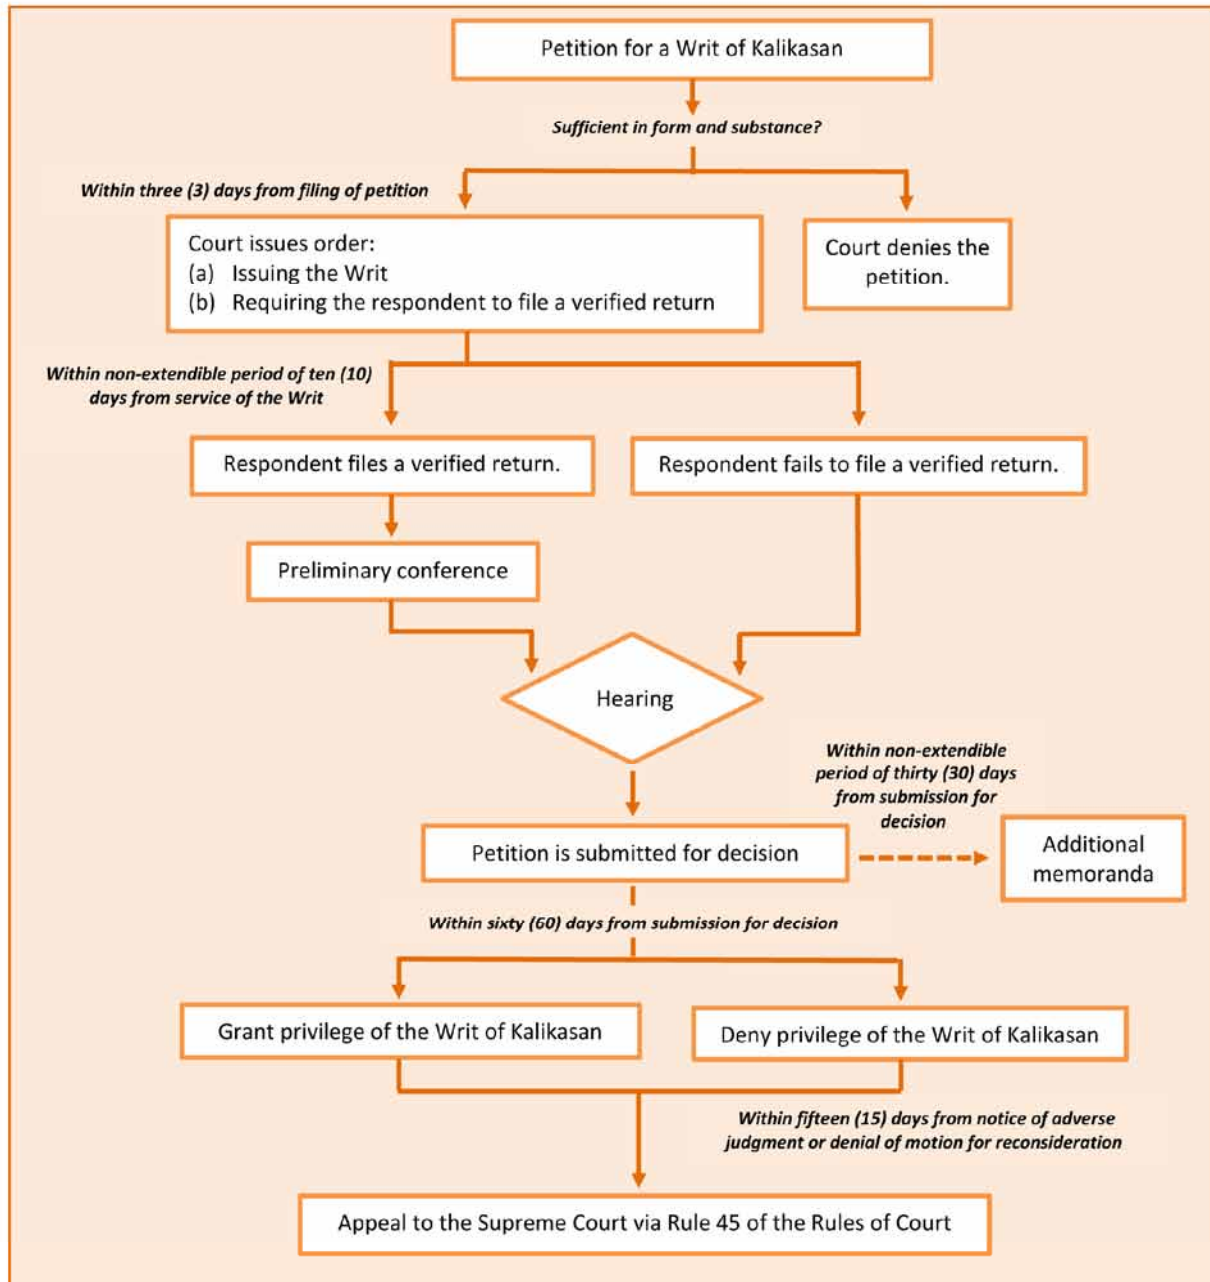 Petition for a Writ of Kalikasan
Sufficient in form and substance?
Within three (3) days from filing of petition
Court issues order:
(a) Issuing the Writ
(b) Requiring the respondent to file a verified return
Court denies the
petition.
Within non-extendible period of ten (10)
days from service of the Writ
Respondent files a verified return.
Respondent fails to file a verified return.
Preliminary conference
Hearing
Within non-extendible
period of thirty (30) days
from submission for
decision
Petition is submitted for decision
Additional
memoranda
Within sixty (60) days from submission for decision
Grant privilege of the Writ of Kalikasan
Deny privilege of the Writ of Kalikasan
Within fifteen (15) days from notice of adverse
judgment or denial of motion for reconsideration
Appeal to the Supreme Court via Rule 45 of the Rules of Court